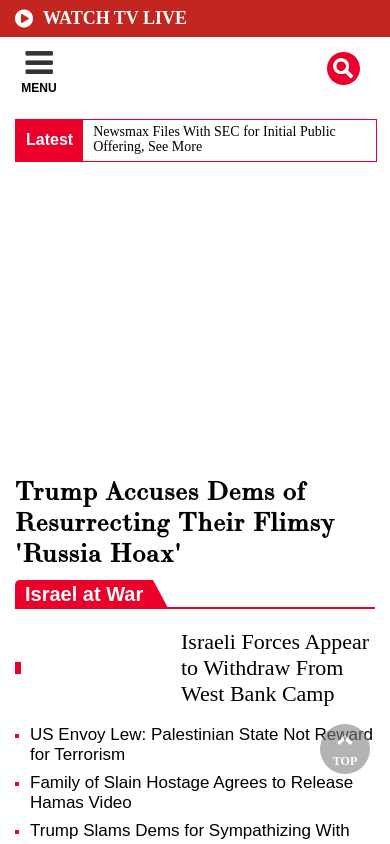 WATCH TV LIVE
MENU
Latest
Newsmax Files With SEC for Initial Public
Offering, See More
Trump Accuses Dems of
Resurrecting Their Flimsy
'Russia Hoax'
Israel at War
Israeli Forces Appear
to Withdraw From
West Bank Camp
US Envoy Lew: Palestinian State Not Reward
for Terrorism
TOP
Family of Slain Hostage Agrees to Release
Hamas Video
Trump Slams Dems for Sympathizing With